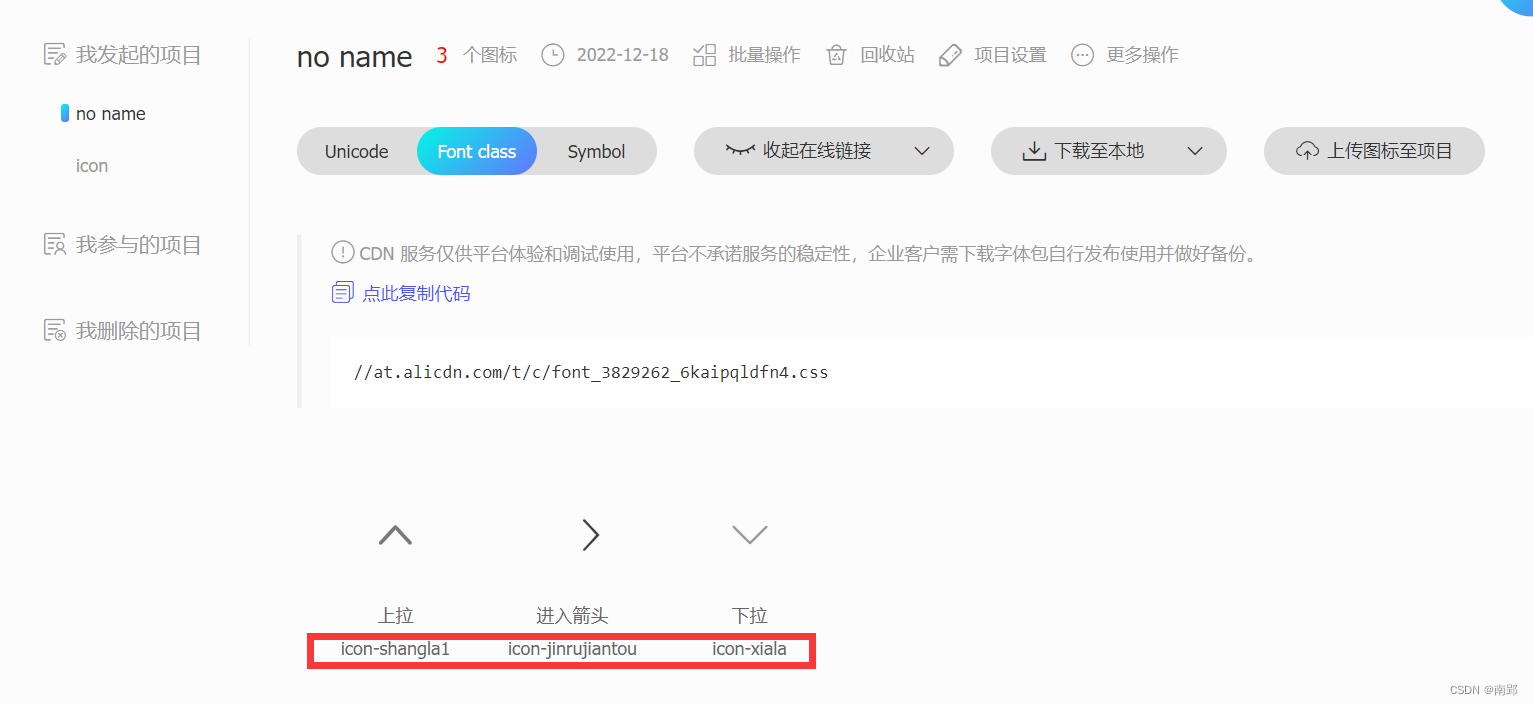 我发起的项目
no name
icon
我参与的项目
我删除的项目
no name 3 个图标 2022-12-18 批量操作 回收站 项目设置 更多操作
Unicode Font class Symbol 收起在线链接 下载至本地 上传图标至项目
CDN 服务仅供平台体验和调试使用，平台不承诺服务的稳定性，企业客户需下载字体包自行发布使用并做好备份。
点此复制代码
//at.alicdn.com/t/c/font_3829262_6kaipqldfn4.css
上拉 进入箭头 下拉
icon-shangla1 icon-jinrujiantou icon-xiala
CSDN @南郢